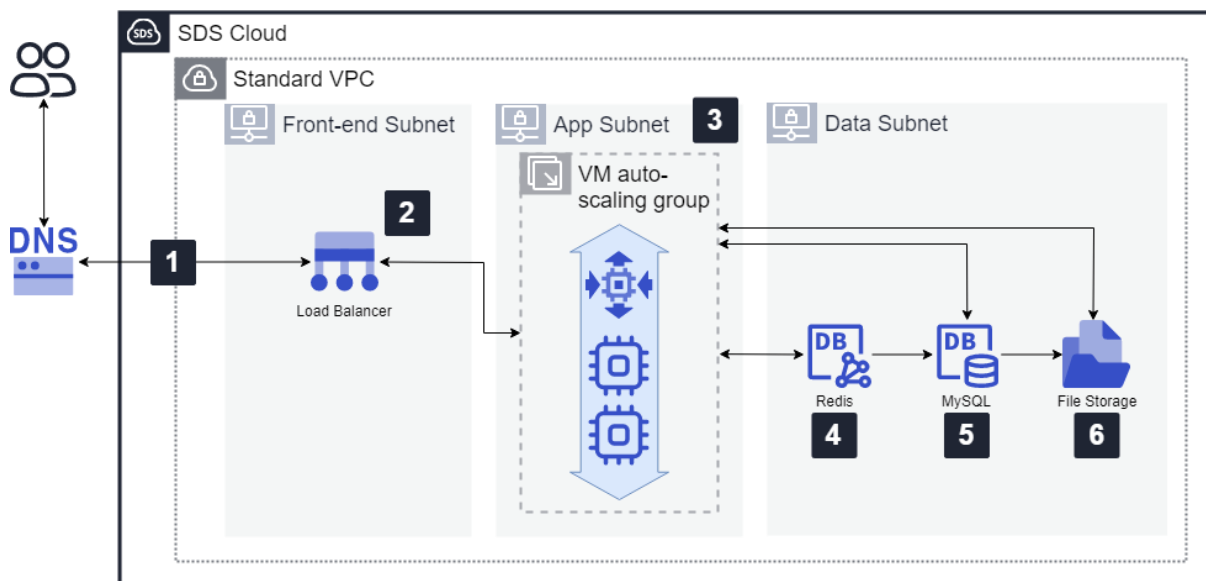 SDS
SDS Cloud
Standard VPC
Front-end Subnet
App Subnet
3
Data Subnet
VM auto-
scaling group
2
DNS
1
Load Balancer
DB
DB
Redis
MySQL
File Storage
4
5
6